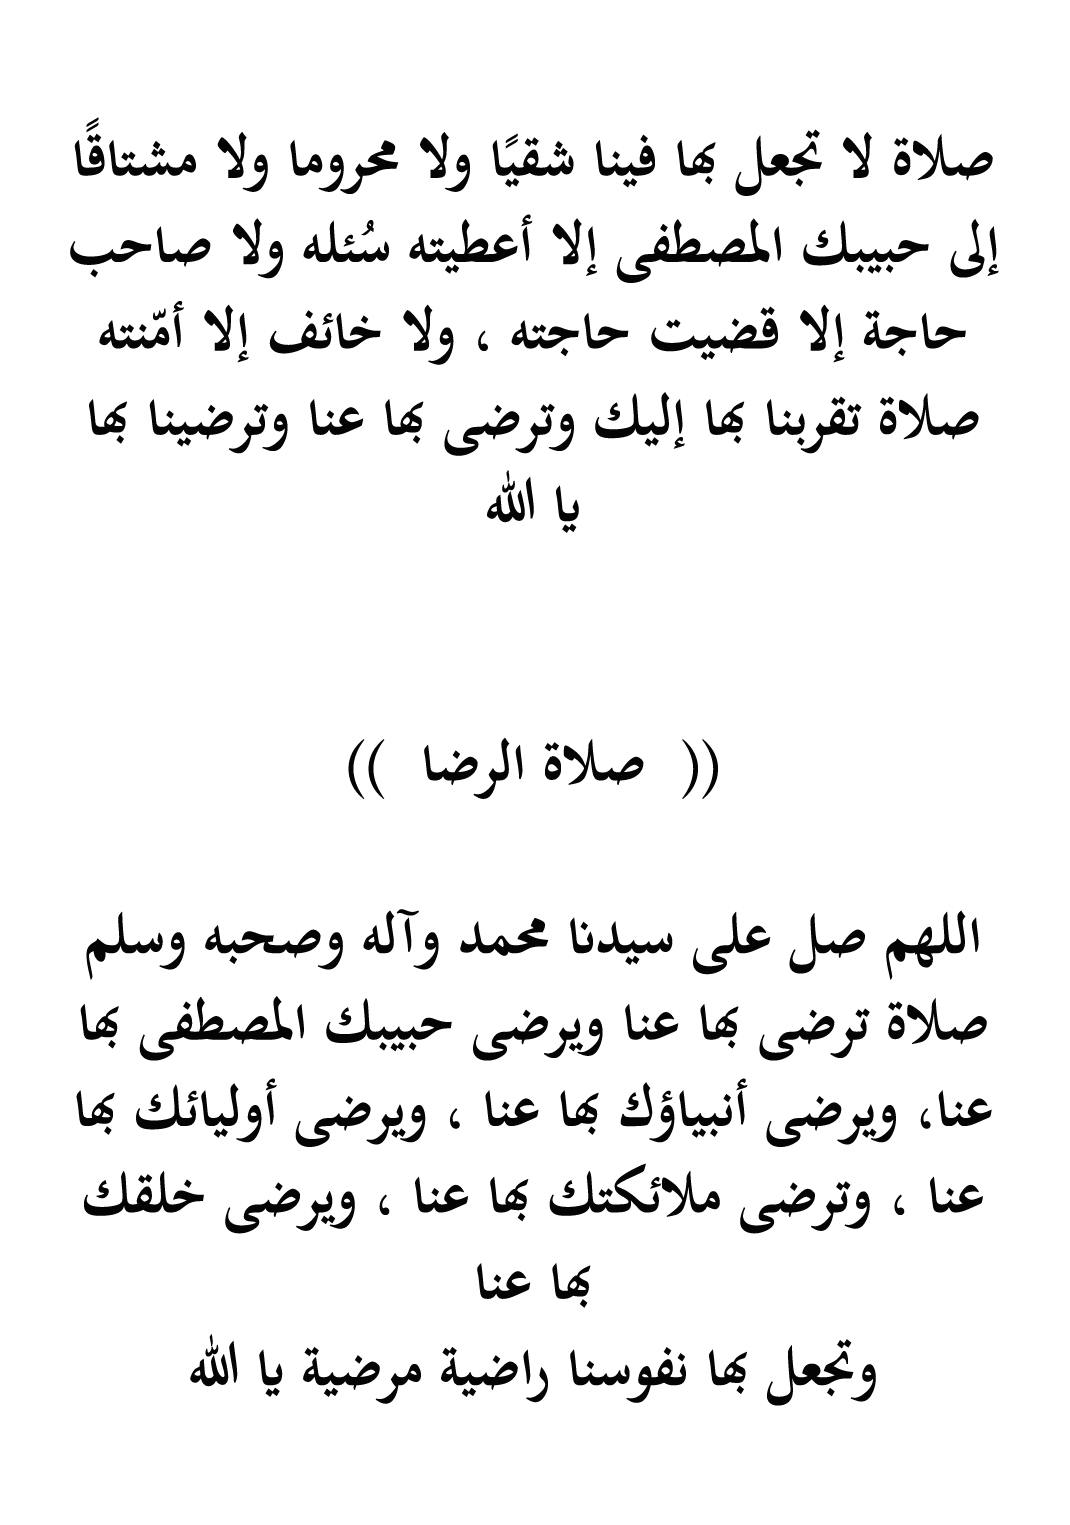 صلاة لا تجعل بها فينا شقيًا ولا محروما ولا مشتاقًا
إلى حبيبك المصطفى إلا أعطيته سُئله ولا صاحب
حاجة إلا قضيت حاجته ، ولا خائف إلا أمّنته
صلاة تقربنا بها إليك وترضى بها عنا وترضينا بها
يا الله
(( صلاة الرضا ))
اللهم صل على سيدنا محمد وآله وصحبه وسلم
صلاة ترضى بها عنا ويرضى حبيبك المصطفى بها
عنا، ويرضى أنبياؤك بها عنا ، ويرضى أوليائك بها
عنا ، وترضى ملائكتك بها عنا ، ويرضى خلقك
بها عنا
وتجعل بها نفوسنا راضية مرضية يا الله